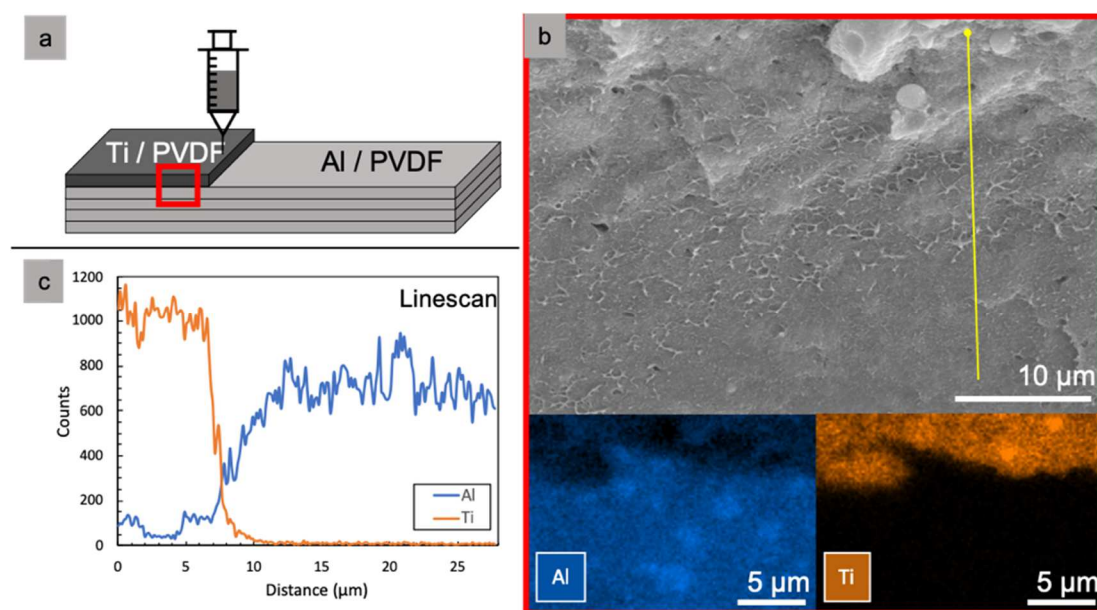 a
Ti / PVDF
Al / PVDF
b
10 µm
c
Linescan
1200
1000
800
600
400
200
0
Counts
Al
Ti
0 5 10 15 20 25
Distance (µm)
Al
5 µm
Ti
5 µm